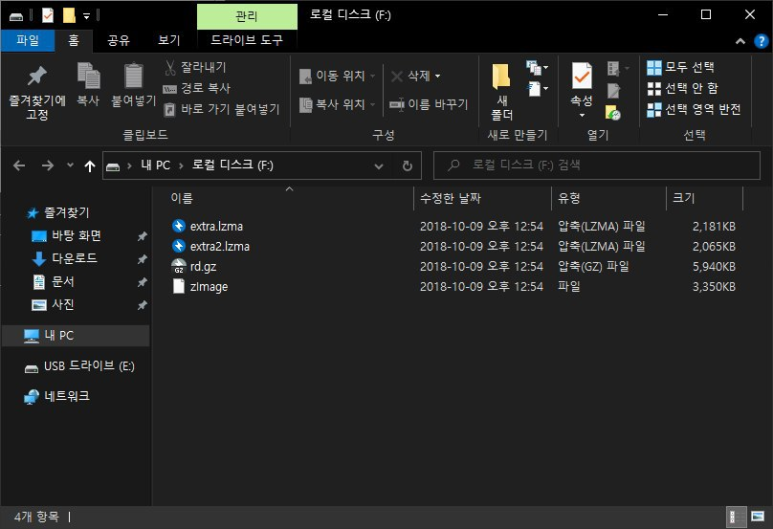 관리
로컬 디스크 (F:)
파일
홈
공유
보기
드라이브 도구
즐겨찾기에
고정
복사
붙여넣기
잘라내기
경로 복사
바로 가기 붙여넣기
클립보드
이동 위치
복사 위치
삭제
이름 바꾸기
구성
새
폴더
새로 만들기
속성
열기
모두 선택
선택 안 함
선택 영역 반전
선택
내 PC › 로컬 디스크 (F:)
로컬 디스크 (F:) 검색
이름 수정한 날짜 유형 크기
즐겨찾기
바탕 화면
다운로드
문서
사진
내 PC
USB 드라이브 (E:)
네트워크
extra.lzma 2018-10-09 오후 12:54 압축(LZMA) 파일 2,181KB
extra2.lzma 2018-10-09 오후 12:54 압축(LZMA) 파일 2,065KB
GZ rd.gz 2018-10-09 오후 12:54 압축(GZ) 파일 5,940KB
zImage 2018-10-09 오후 12:54 파일 3,350KB
4개 항목